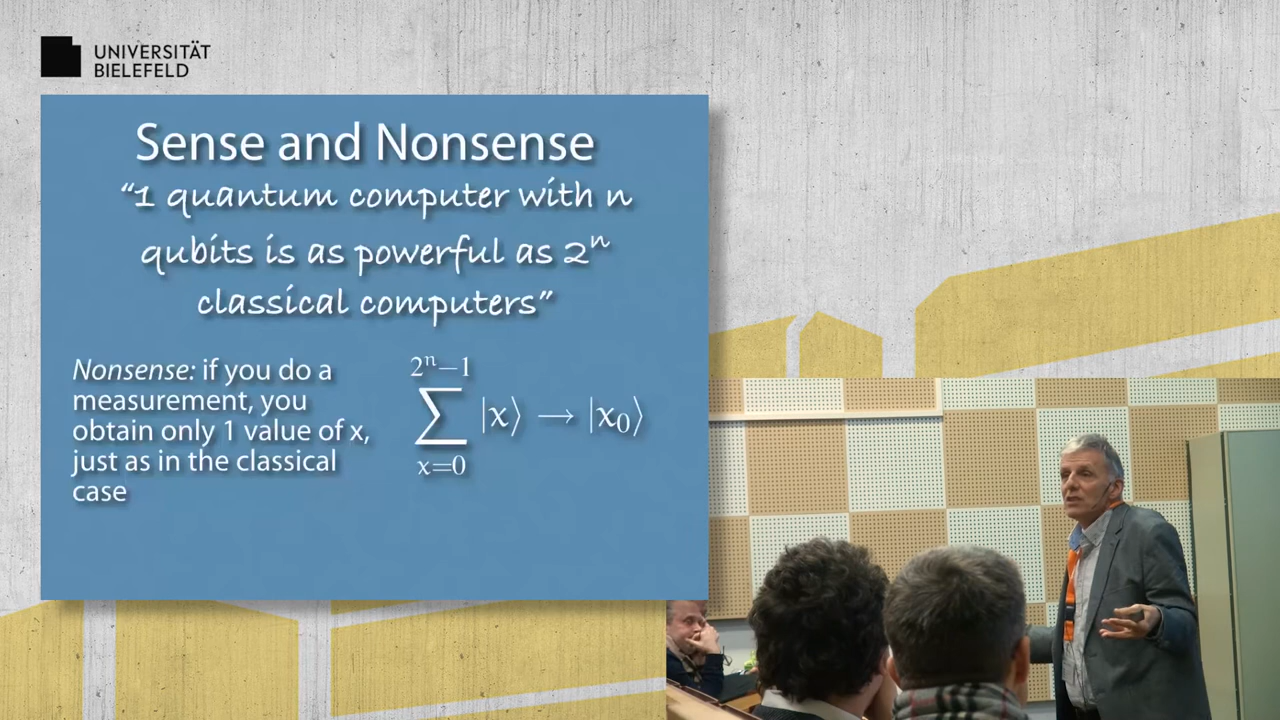 UNIVERSITÄT
BIELEFELD
Sense and Nonsense
“1 quantum computer with n
qubits is as powerful as 2ⁿ
classical computers”
Nonsense: if you do a
measurement, you
obtain only 1 value of x,
just as in the classical
case
2ⁿ−1
∑ |x⟩ → |x₀⟩
x=0